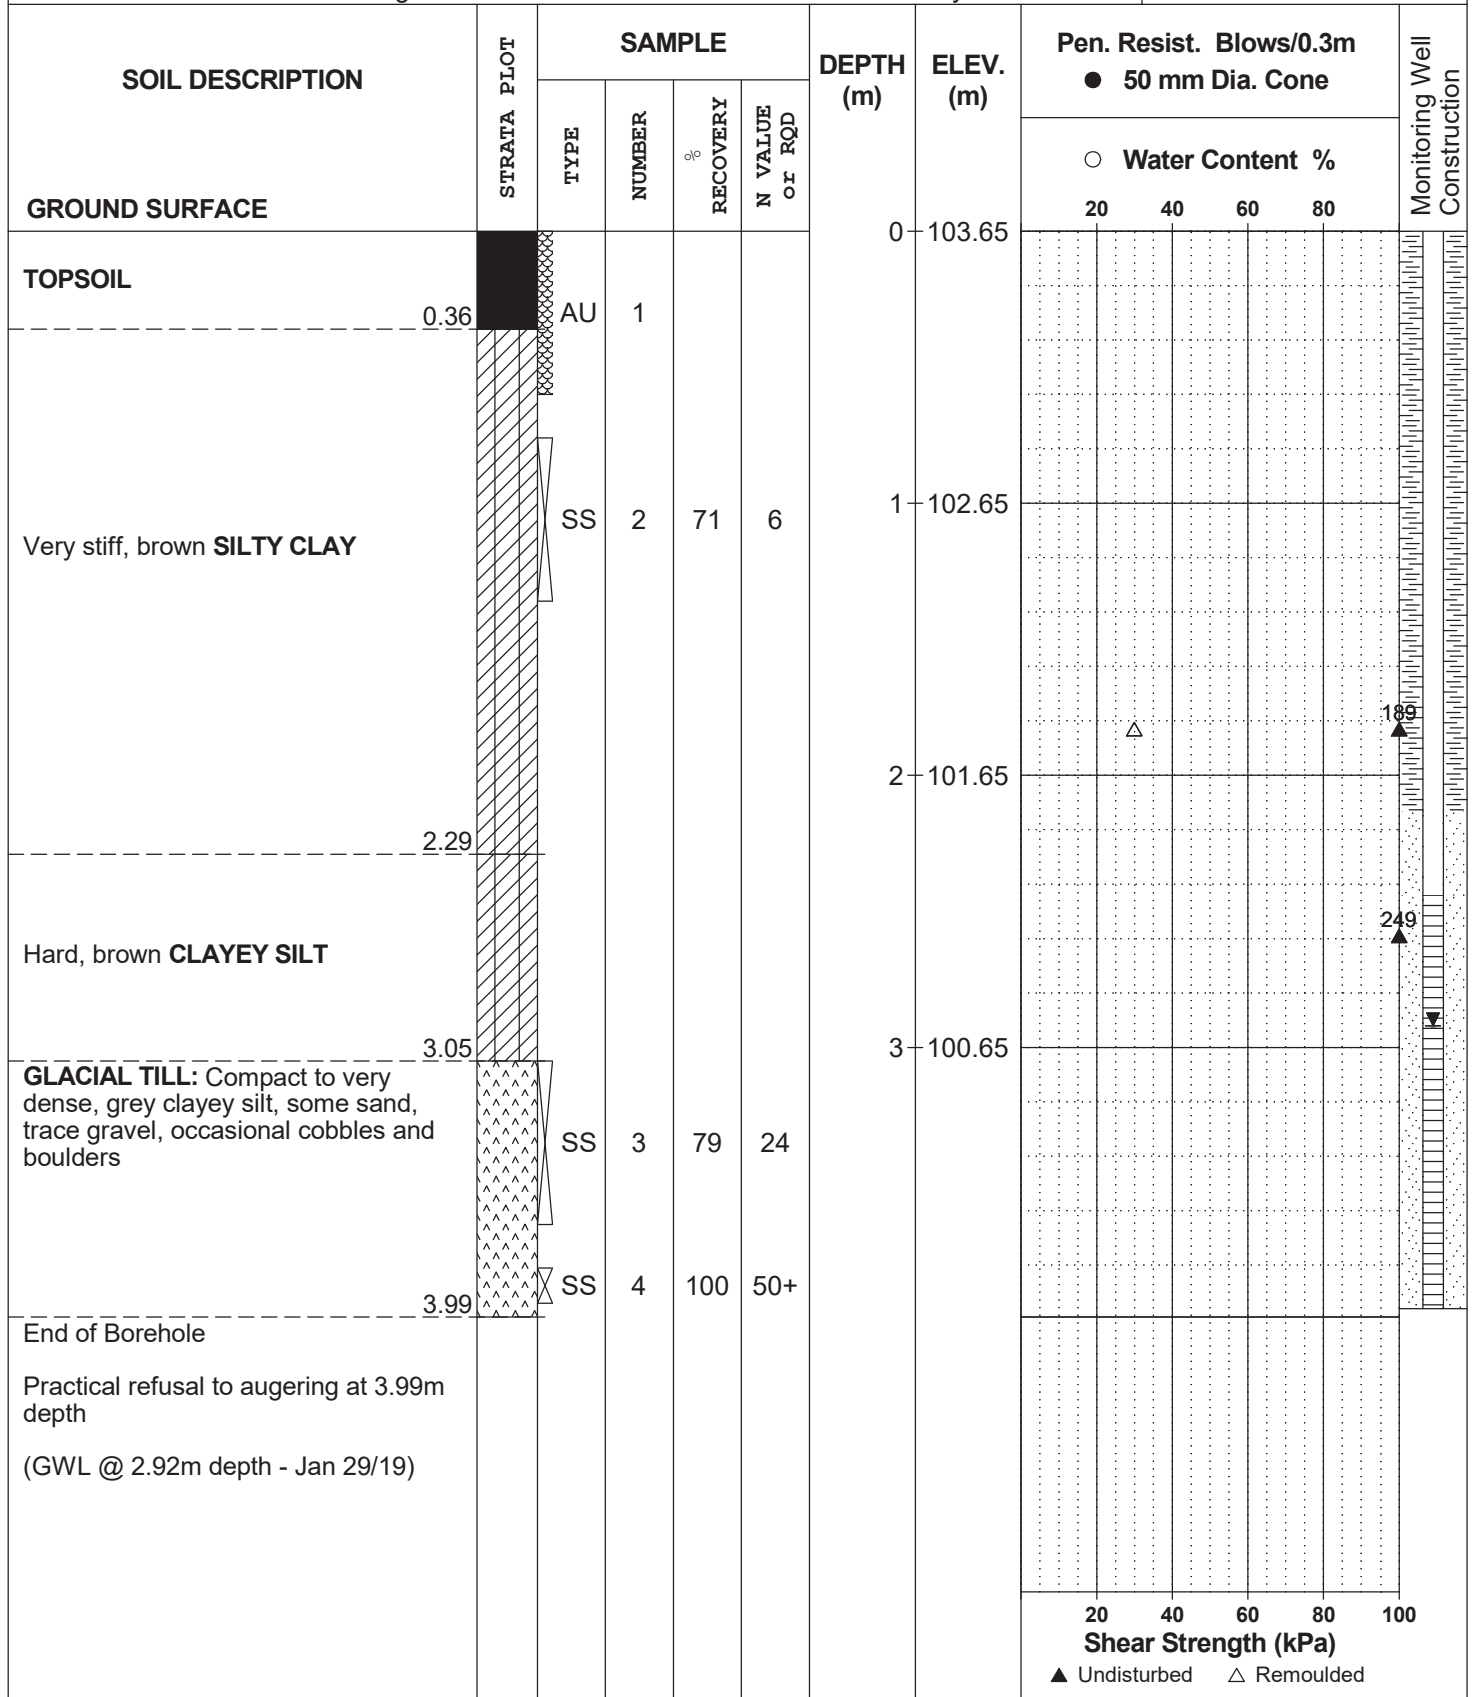 SOIL DESCRIPTION
GROUND SURFACE
STRATA PLOT
SAMPLE
TYPE
NUMBER
%
RECOVERY
N VALUE
or RQD
DEPTH
(m)
ELEV.
(m)
Pen. Resist. Blows/0.3m
● 50 mm Dia. Cone
○ Water Content %
20 40 60 80
Monitoring Well
Construction
0 103.65
TOPSOIL
0.36
AU 1
1 102.65
SS 2 71 6
Very stiff, brown SILTY CLAY
189
2 101.65
2.29
249
Hard, brown CLAYEY SILT
3.05
3 100.65
GLACIAL TILL: Compact to very
dense, grey clayey silt, some sand,
trace gravel, occasional cobbles and
boulders
SS 3 79 24
SS 4 100 50+
3.99
End of Borehole
Practical refusal to augering at 3.99m
depth
(GWL @ 2.92m depth - Jan 29/19)
20 40 60 80 100
Shear Strength (kPa)
▲ Undisturbed △ Remoulded